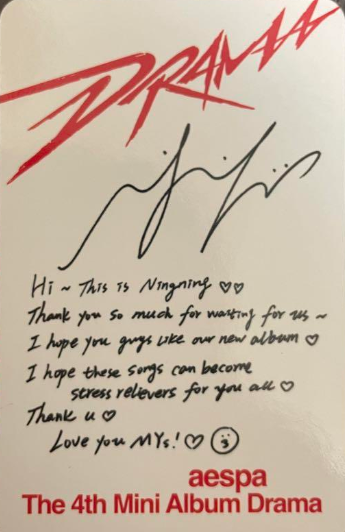 DRAMA
Hi ~ This is Ningning ♡♡
Thank you so much for waiting for us ~
I hope you guys like our new album ♡
I hope these songs can become
stress relievers for you all ♡
Thank u ♡
Love you MYs! ♡
aespa
The 4th Mini Album Drama